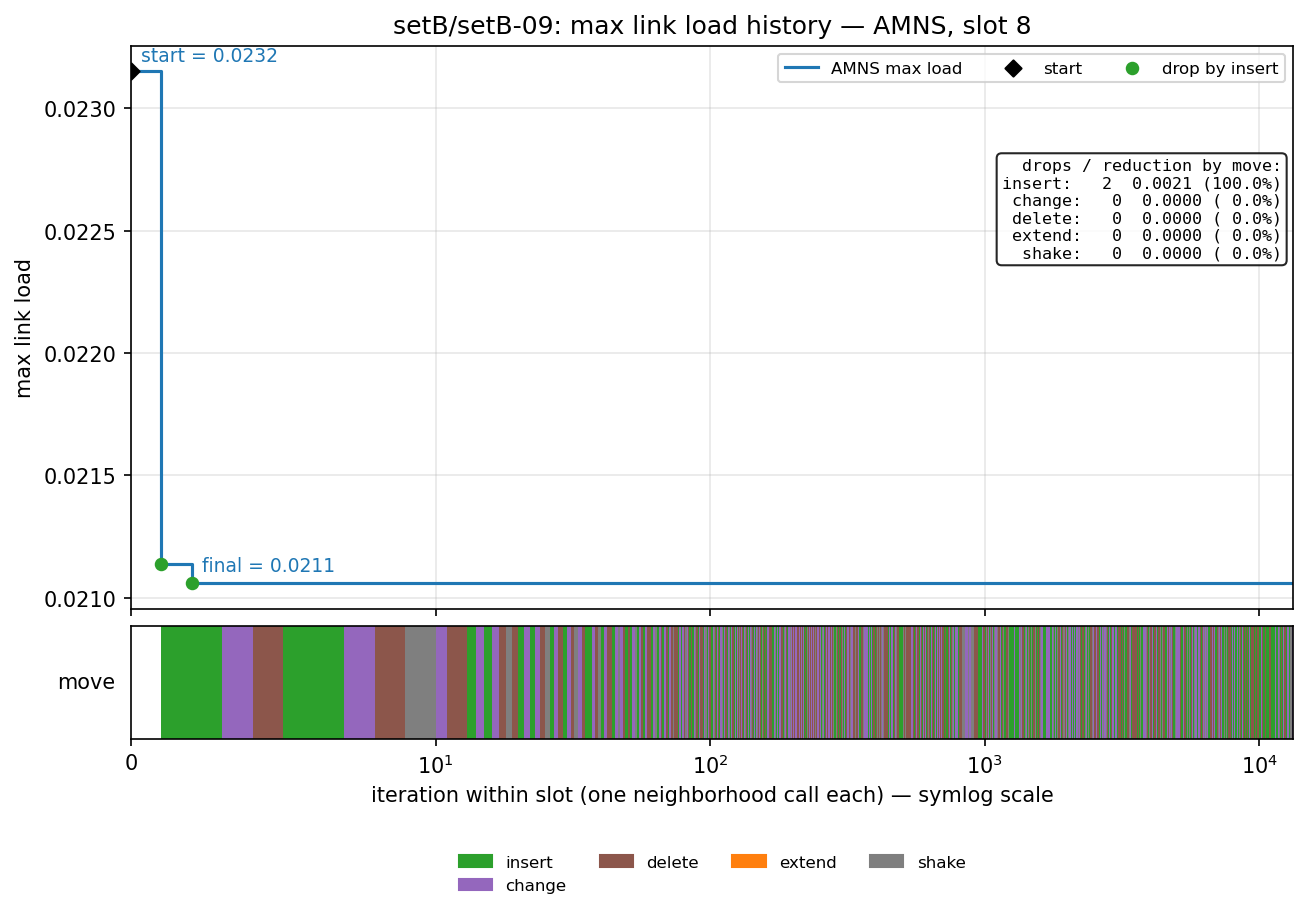 setB/setB-09: max link load history — AMNS, slot 8
start = 0.0232
AMNS max load
start
drop by insert
drops / reduction by move:
insert:   2  0.0021 (100.0%)
change:   0  0.0000 (  0.0%)
delete:   0  0.0000 (  0.0%)
extend:   0  0.0000 (  0.0%)
shake:   0  0.0000 (  0.0%)
0.0230
0.0225
0.0220
0.0215
0.0210
max link load
final = 0.0211
move
0
10¹
10²
10³
10⁴
iteration within slot (one neighborhood call each) — symlog scale
insert
delete
extend
shake
change